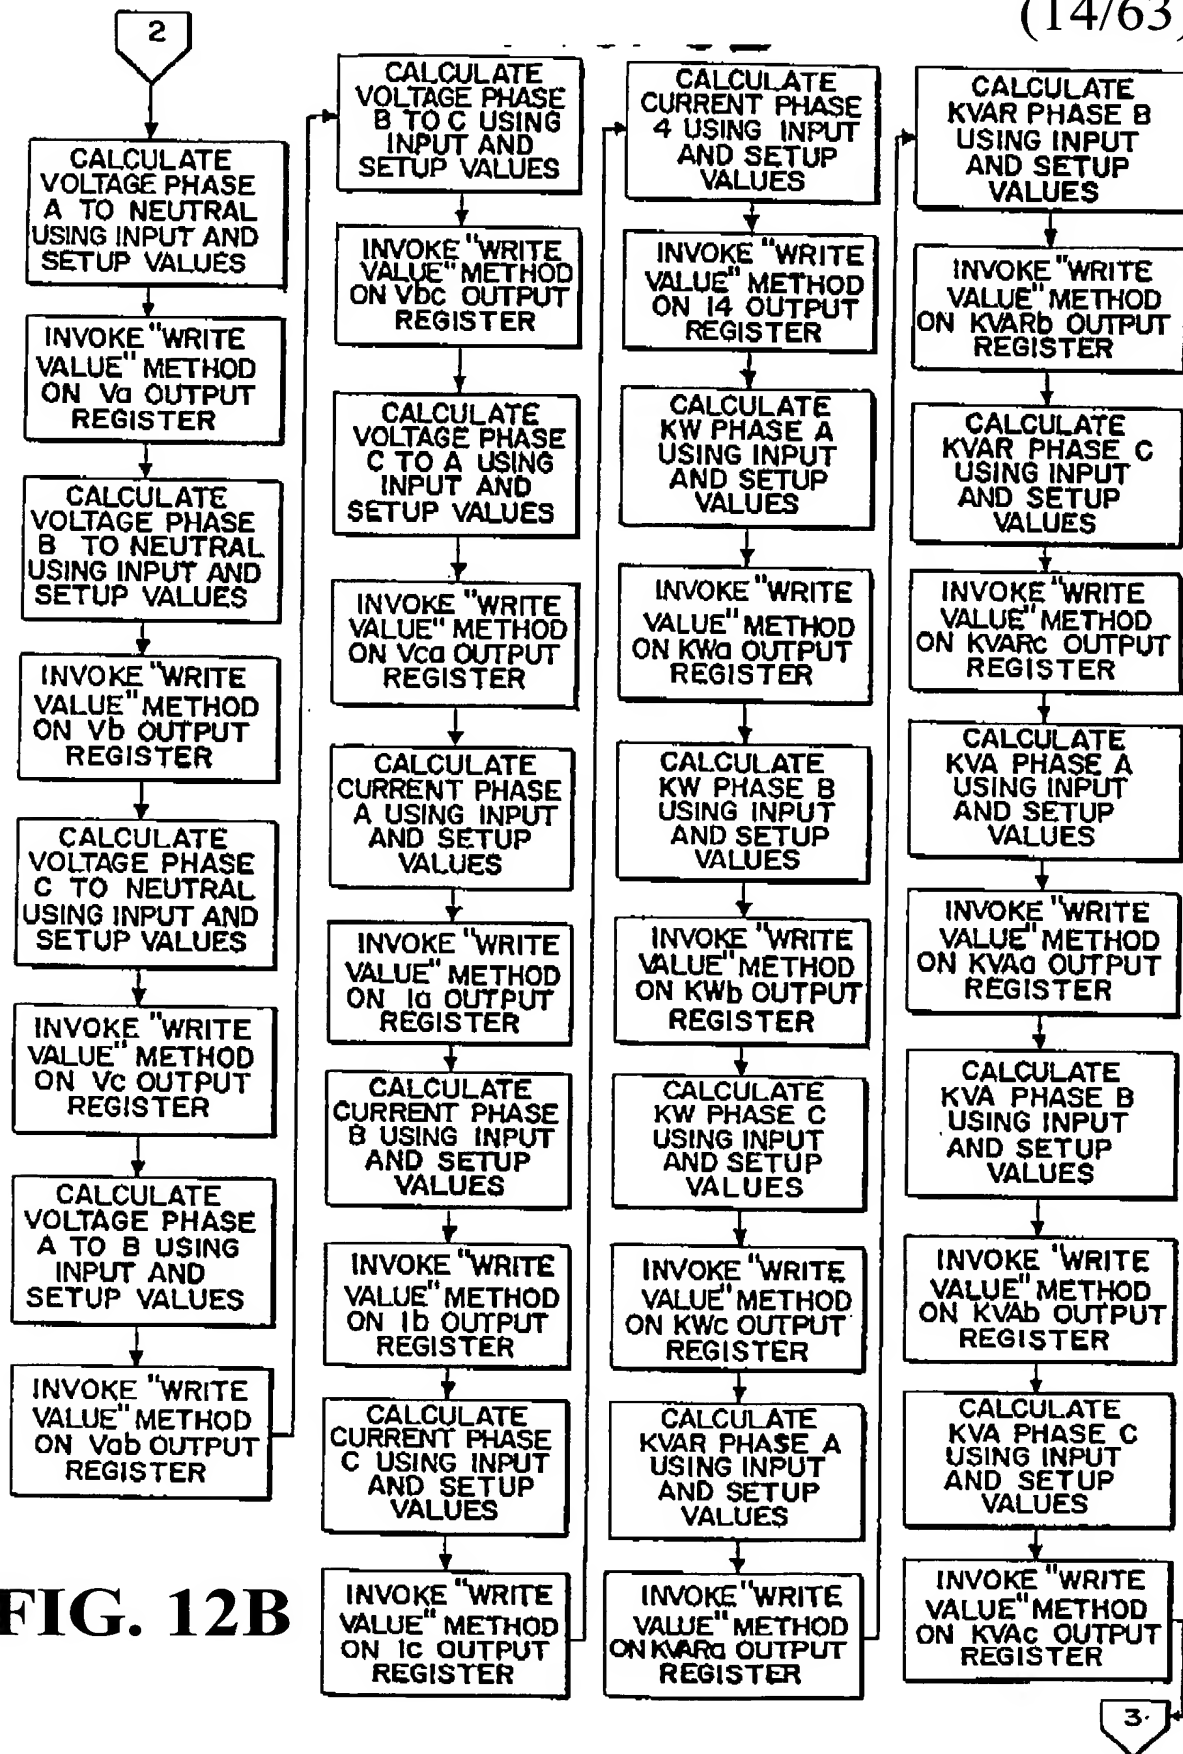 (14/63)
2
CALCULATE
VOLTAGE PHASE
A TO NEUTRAL
USING INPUT AND
SETUP VALUES
INVOKE "WRITE
VALUE" METHOD
ON Va OUTPUT
REGISTER
CALCULATE
VOLTAGE PHASE
B TO NEUTRAL
USING INPUT AND
SETUP VALUES
INVOKE "WRITE
VALUE" METHOD
ON Vb OUTPUT
REGISTER
CALCULATE
VOLTAGE PHASE
C TO NEUTRAL
USING INPUT AND
SETUP VALUES
INVOKE "WRITE
VALUE" METHOD
ON Vc OUTPUT
REGISTER
CALCULATE
VOLTAGE PHASE
A TO B USING
INPUT AND
SETUP VALUES
INVOKE "WRITE
VALUE" METHOD
ON Vab OUTPUT
REGISTER
CALCULATE
VOLTAGE PHASE
B TO C USING
INPUT AND
SETUP VALUES
INVOKE "WRITE
VALUE" METHOD
ON Vbc OUTPUT
REGISTER
CALCULATE
VOLTAGE PHASE
C TO A USING
INPUT AND
SETUP VALUES
INVOKE "WRITE
VALUE" METHOD
ON Vca OUTPUT
REGISTER
CALCULATE
CURRENT PHASE
A USING INPUT
AND SETUP
VALUES
INVOKE "WRITE
VALUE" METHOD
ON Ia OUTPUT
REGISTER
CALCULATE
CURRENT PHASE
B USING INPUT
AND SETUP
VALUES
INVOKE "WRITE
VALUE" METHOD
ON Ib OUTPUT
REGISTER
CALCULATE
CURRENT PHASE
C USING INPUT
AND SETUP
VALUES
INVOKE "WRITE
VALUE" METHOD
ON Ic OUTPUT
REGISTER
CALCULATE
CURRENT PHASE
4 USING INPUT
AND SETUP
VALUES
INVOKE "WRITE
VALUE" METHOD
ON I4 OUTPUT
REGISTER
CALCULATE
KW PHASE A
USING INPUT
AND SETUP
VALUES
INVOKE "WRITE
VALUE" METHOD
ON KWa OUTPUT
REGISTER
CALCULATE
KW PHASE B
USING INPUT
AND SETUP
VALUES
INVOKE "WRITE
VALUE" METHOD
ON KWb OUTPUT
REGISTER
CALCULATE
KW PHASE C
USING INPUT
AND SETUP
VALUES
INVOKE "WRITE
VALUE" METHOD
ON KWc OUTPUT
REGISTER
CALCULATE
KVAR PHASE A
USING INPUT
AND SETUP
VALUES
INVOKE "WRITE
VALUE" METHOD
ON KVARa OUTPUT
REGISTER
CALCULATE
KVAR PHASE B
USING INPUT
AND SETUP
VALUES
INVOKE "WRITE
VALUE" METHOD
ON KVARb OUTPUT
REGISTER
CALCULATE
KVAR PHASE C
USING INPUT
AND SETUP
VALUES
INVOKE "WRITE
VALUE" METHOD
ON KVARc OUTPUT
REGISTER
CALCULATE
KVA PHASE A
USING INPUT
AND SETUP
VALUES
INVOKE "WRITE
VALUE" METHOD
ON KVAa OUTPUT
REGISTER
CALCULATE
KVA PHASE B
USING INPUT
AND SETUP
VALUES
INVOKE "WRITE
VALUE" METHOD
ON KVAb OUTPUT
REGISTER
CALCULATE
KVA PHASE C
USING INPUT
AND SETUP
VALUES
INVOKE "WRITE
VALUE" METHOD
ON KVAc OUTPUT
REGISTER
3
FIG. 12B